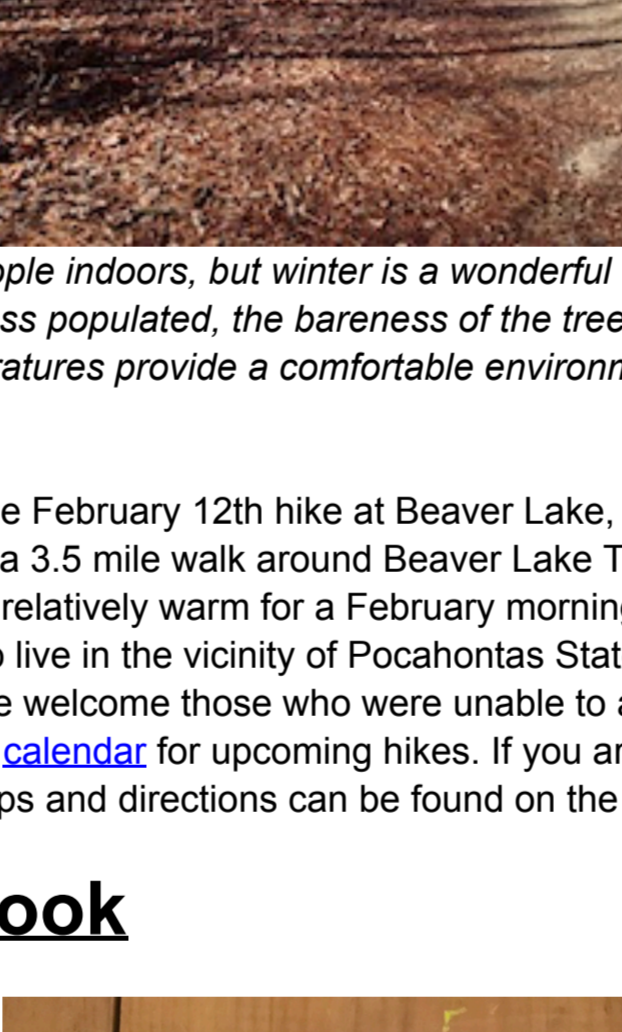 ople indoors, but winter is a wonderful
ss populated, the bareness of the tree
ratures provide a comfortable environ
e February 12th hike at Beaver Lake,
a 3.5 mile walk around Beaver Lake T
relatively warm for a February morning
o live in the vicinity of Pocahontas Stat
e welcome those who were unable to a
calendar for upcoming hikes. If you ar
ps and directions can be found on the
ook